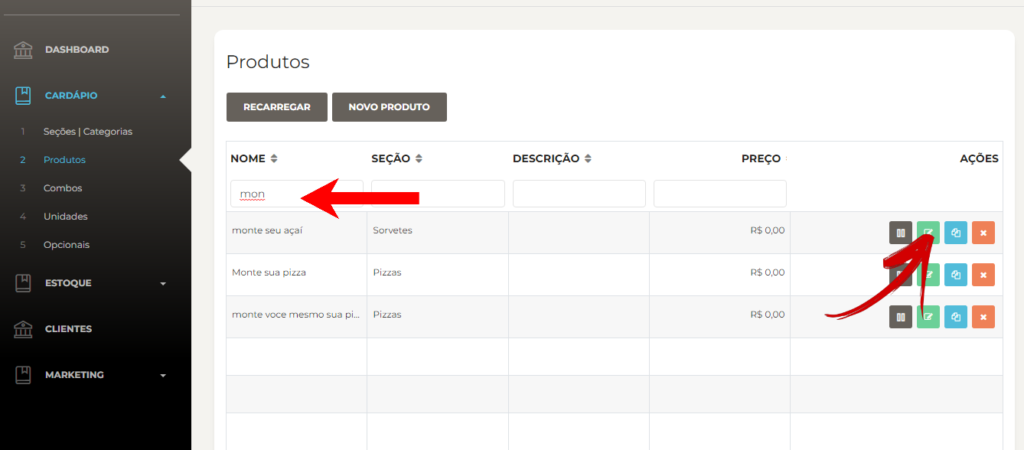 DASHBOARD
CARDÁPIO
1 Seções | Categorias
2 Produtos
3 Combos
4 Unidades
5 Opcionais
ESTOQUE
CLIENTES
MARKETING
Produtos
RECARREGAR NOVO PRODUTO
NOME SEÇÃO DESCRIÇÃO PREÇO AÇÕES
mon
monte seu açaí Sorvetes R$ 0,00
Monte sua pizza Pizzas R$ 0,00
monte voce mesmo sua pi... Pizzas R$ 0,00